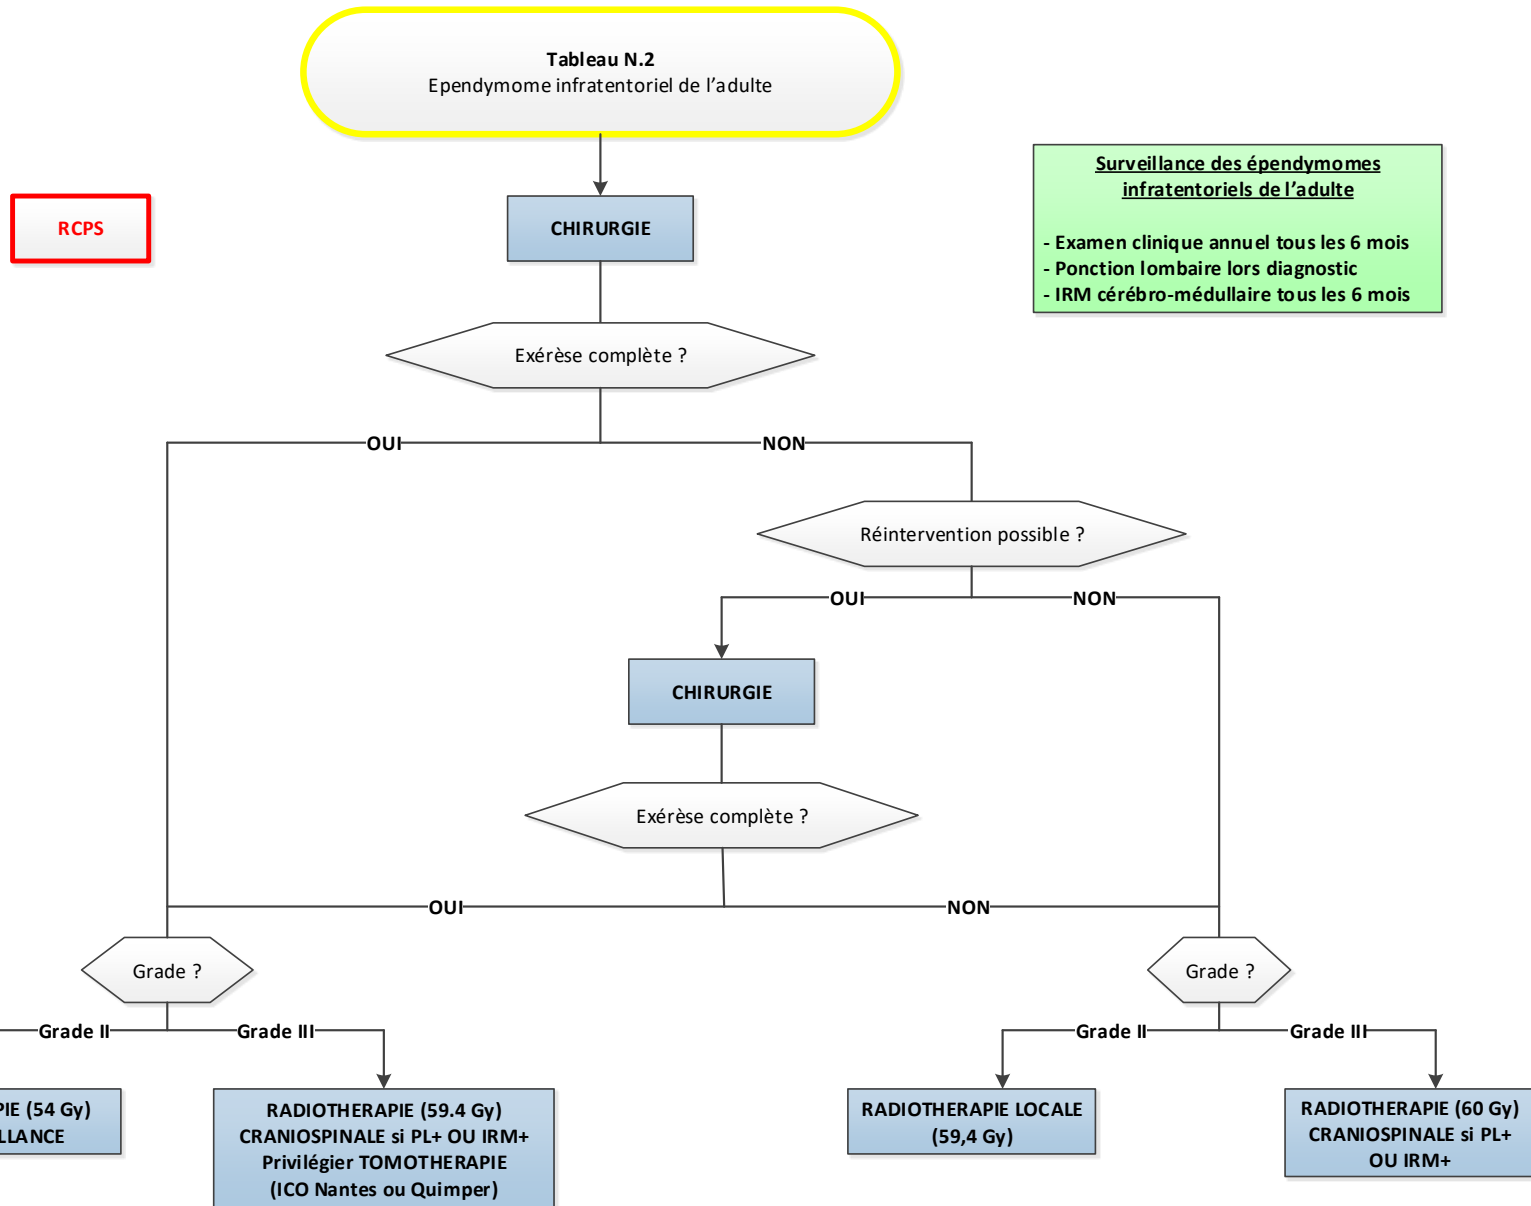 Tableau N.2
Ependymome infratentoriel de l'adulte
RCPS
CHIRURGIE
Surveillance des épendymomes
infratentoriels de l'adulte
- Examen clinique annuel tous les 6 mois
- Ponction lombaire lors diagnostic
- IRM cérébro-médullaire tous les 6 mois
Exérèse complète ?
OUI
NON
Réintervention possible ?
OUI
NON
CHIRURGIE
Exérèse complète ?
OUI
NON
Grade ?
Grade ?
Grade II
Grade III
Grade II
Grade III
PIE (54 Gy)
LLANCE
RADIOTHERAPIE (59.4 Gy)
CRANIOSPINALE si PL+ OU IRM+
Privilégier TOMOTHERAPIE
(ICO Nantes ou Quimper)
RADIOTHERAPIE LOCALE
(59,4 Gy)
RADIOTHERAPIE (60 Gy)
CRANIOSPINALE si PL+
OU IRM+